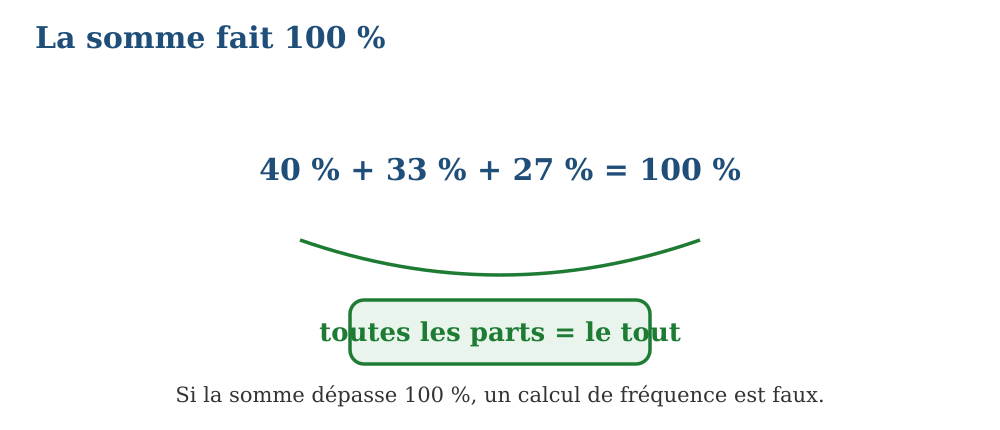 La somme fait 100 %
40 % + 33 % + 27 % = 100 %
toutes les parts = le tout
Si la somme dépasse 100 %, un calcul de fréquence est faux.